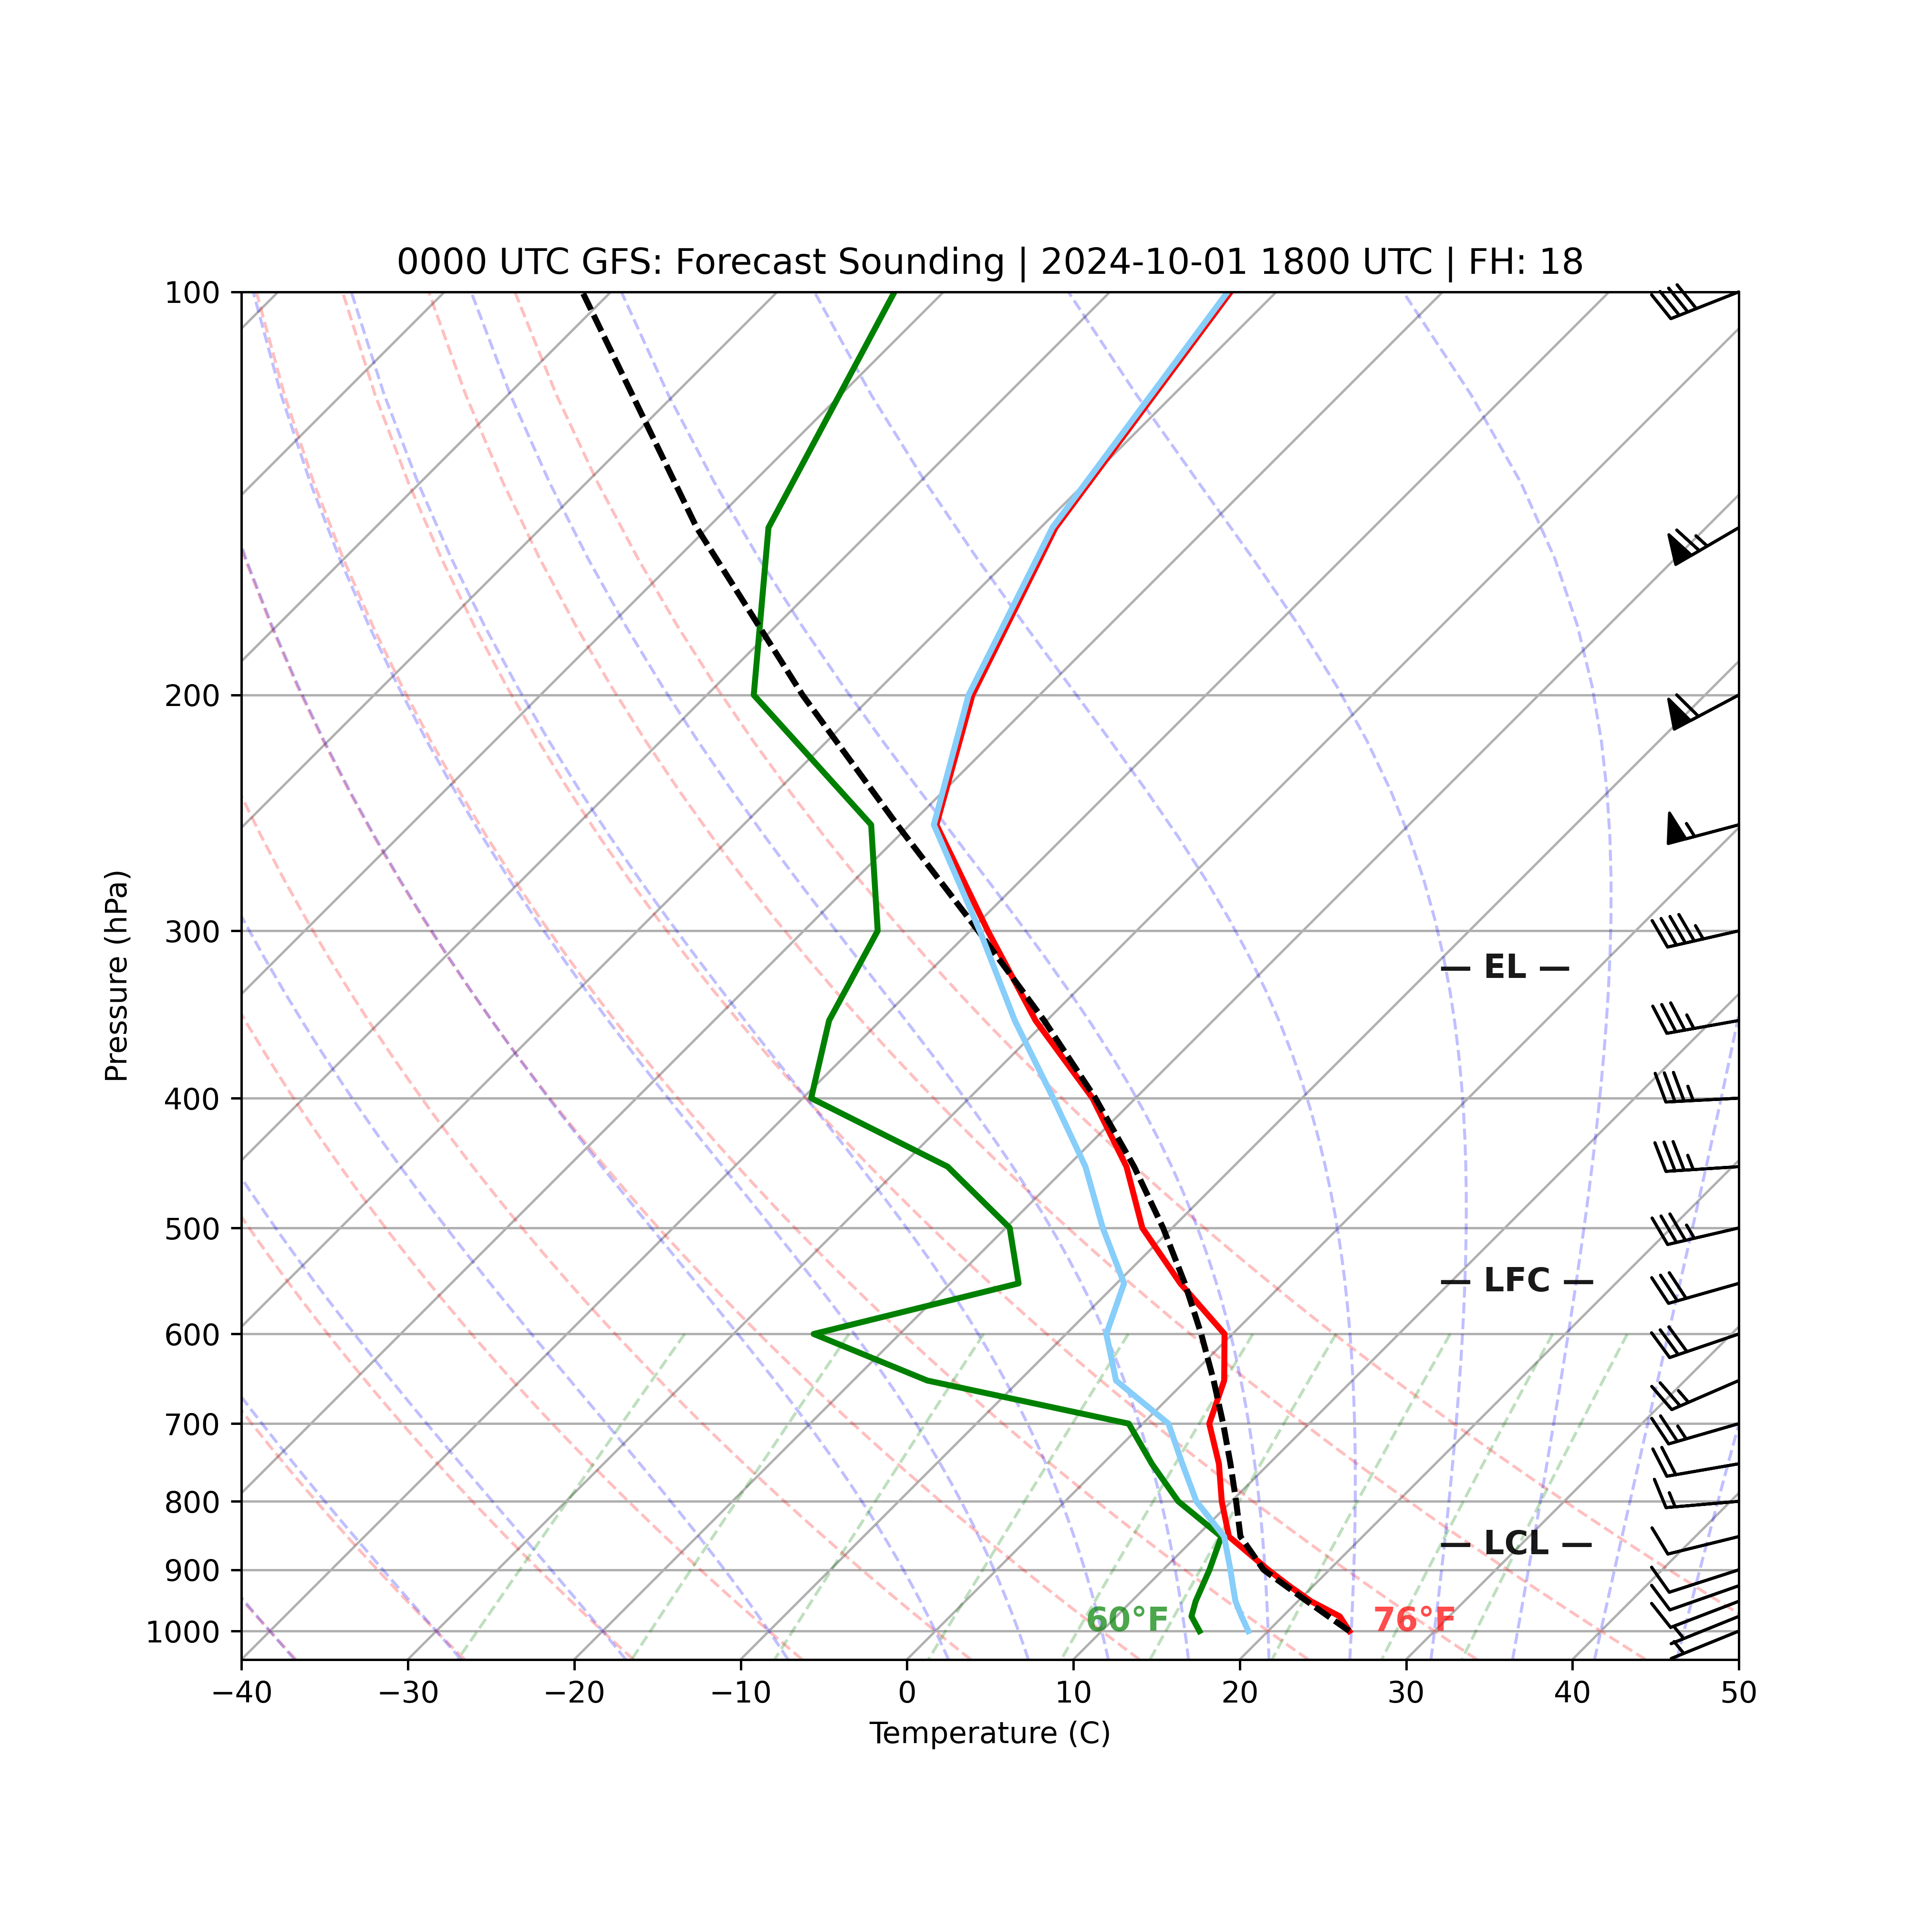 0000 UTC GFS: Forecast Sounding | 2024-10-01 1800 UTC | FH: 18
100
200
300
— EL —
400
500
— LFC —
600
700
800
— LCL —
900
1000
60°F
76°F
−40 −30 −20 −10 0 10 20 30 40 50
Temperature (C)
Pressure (hPa)